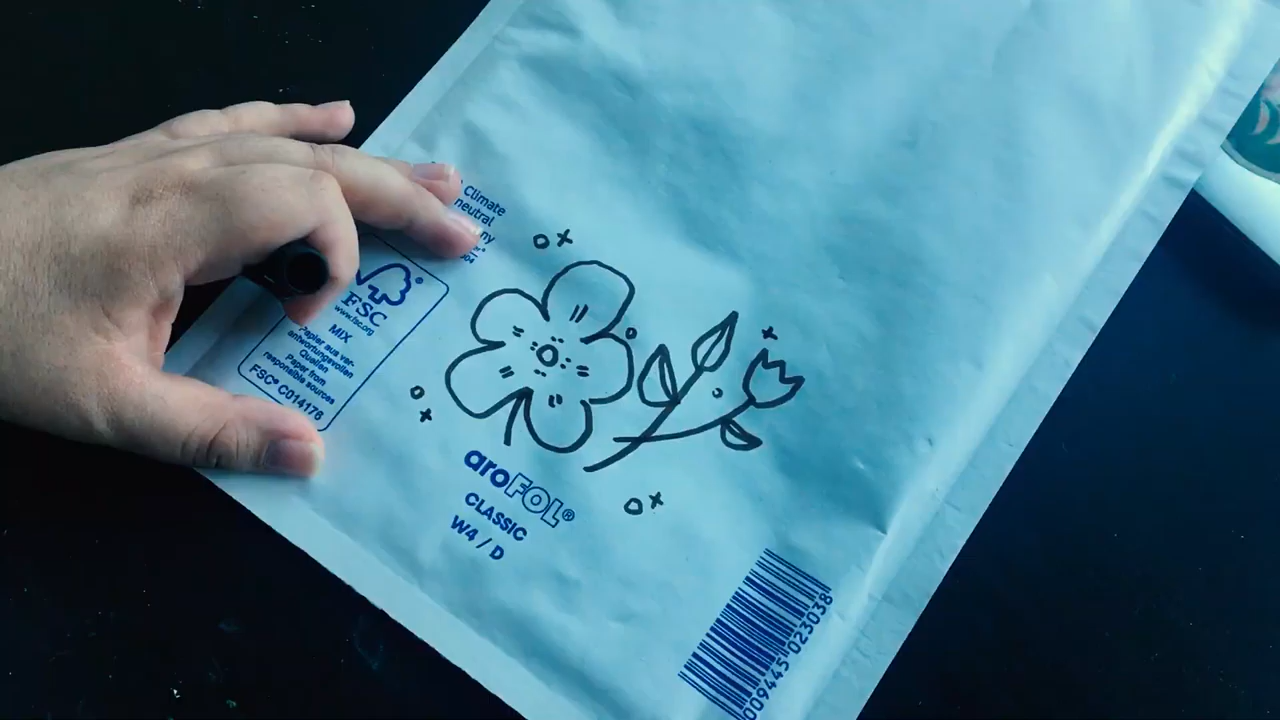 Climate
neutral
FSC
www.fsc.org
MIX
Papier aus ver-
antwortungsvollen
Quellen
Paper from
responsible sources
FSC® C014176
aroFOL®
CLASSIC
W4 / D
009445 023038